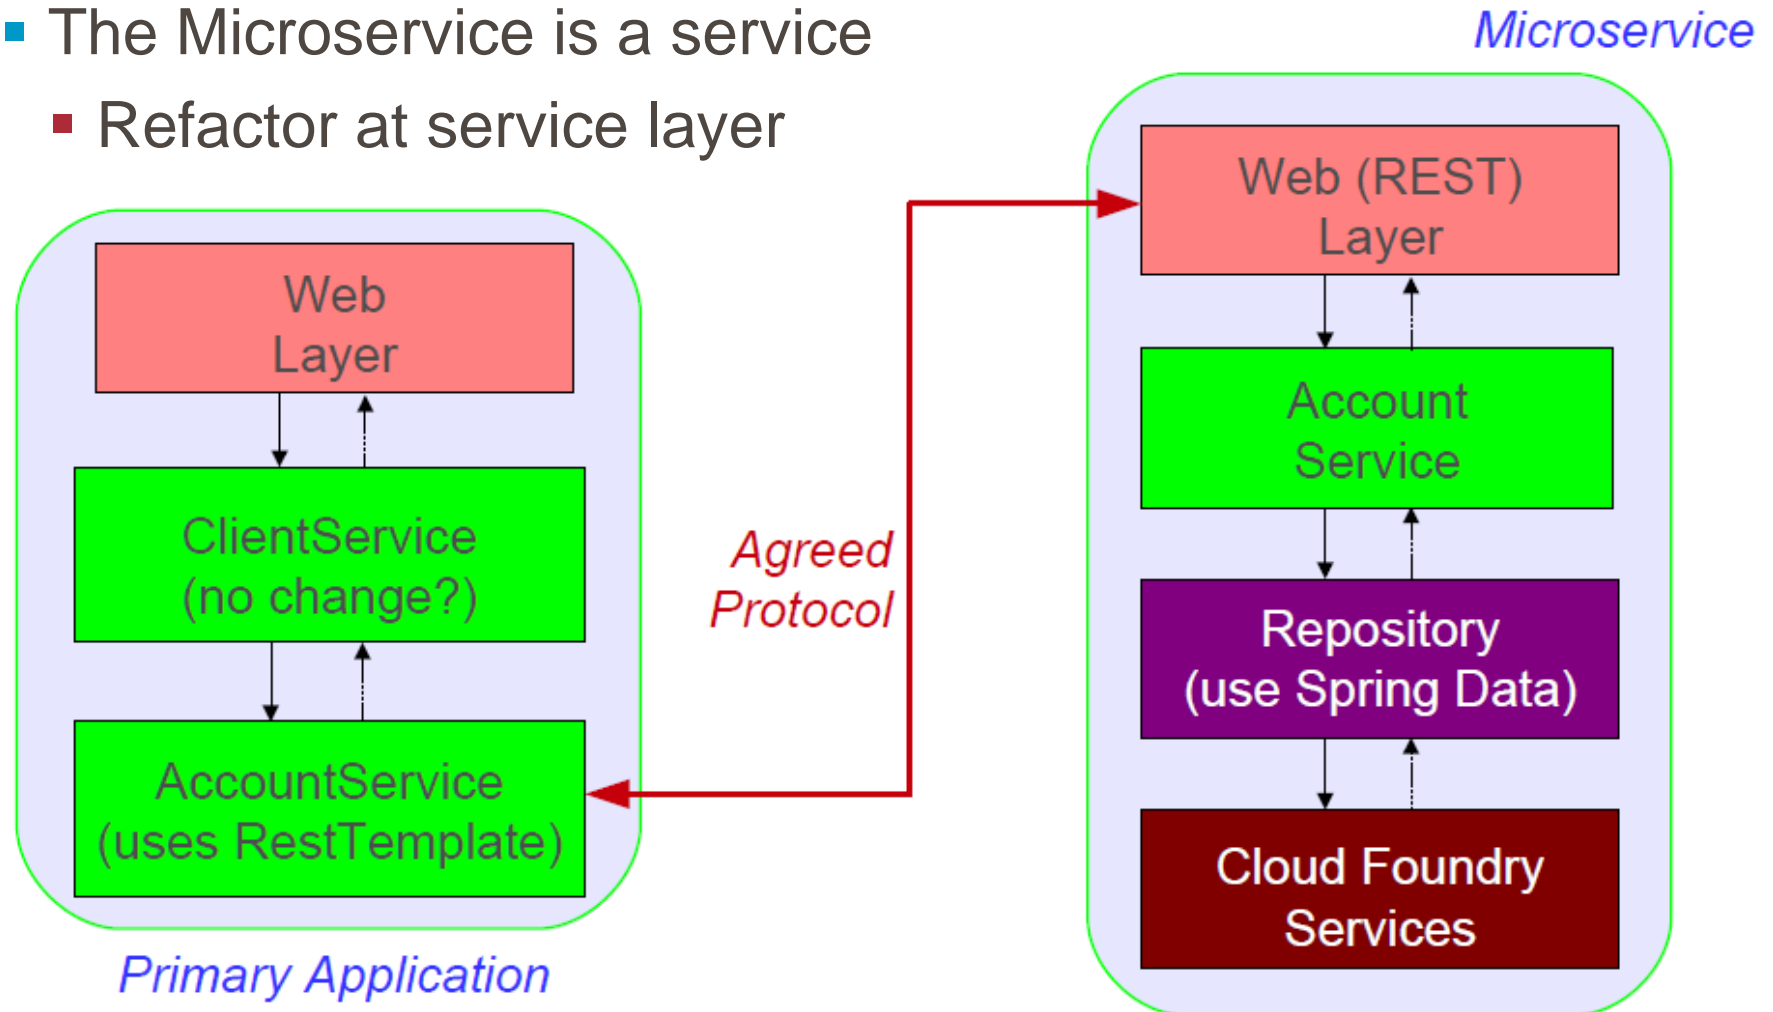 The Microservice is a service
Refactor at service layer
Web
Layer
ClientService
(no change?)
AccountService
(uses RestTemplate)
Primary Application
Agreed
Protocol
Microservice
Web (REST)
Layer
Account
Service
Repository
(use Spring Data)
Cloud Foundry
Services